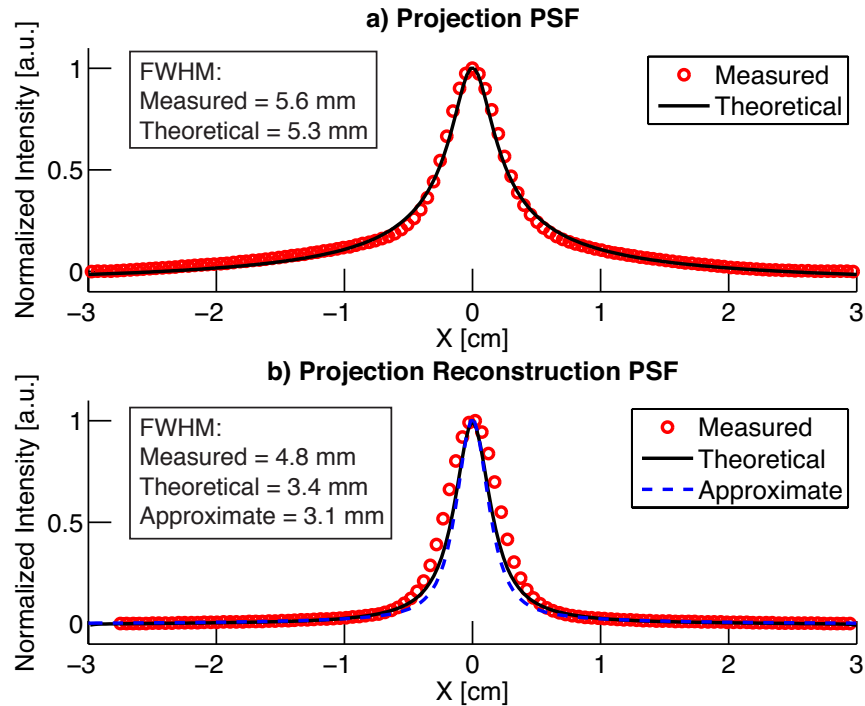 a) Projection PSF
Normalized Intensity [a.u.]
1
0.5
0
FWHM:
Measured = 5.6 mm
Theoretical = 5.3 mm
Measured
Theoretical
−3 −2 −1 0 1 2 3
X [cm]
b) Projection Reconstruction PSF
Normalized Intensity [a.u.]
1
0.5
0
FWHM:
Measured = 4.8 mm
Theoretical = 3.4 mm
Approximate = 3.1 mm
Measured
Theoretical
Approximate
−3 −2 −1 0 1 2 3
X [cm]